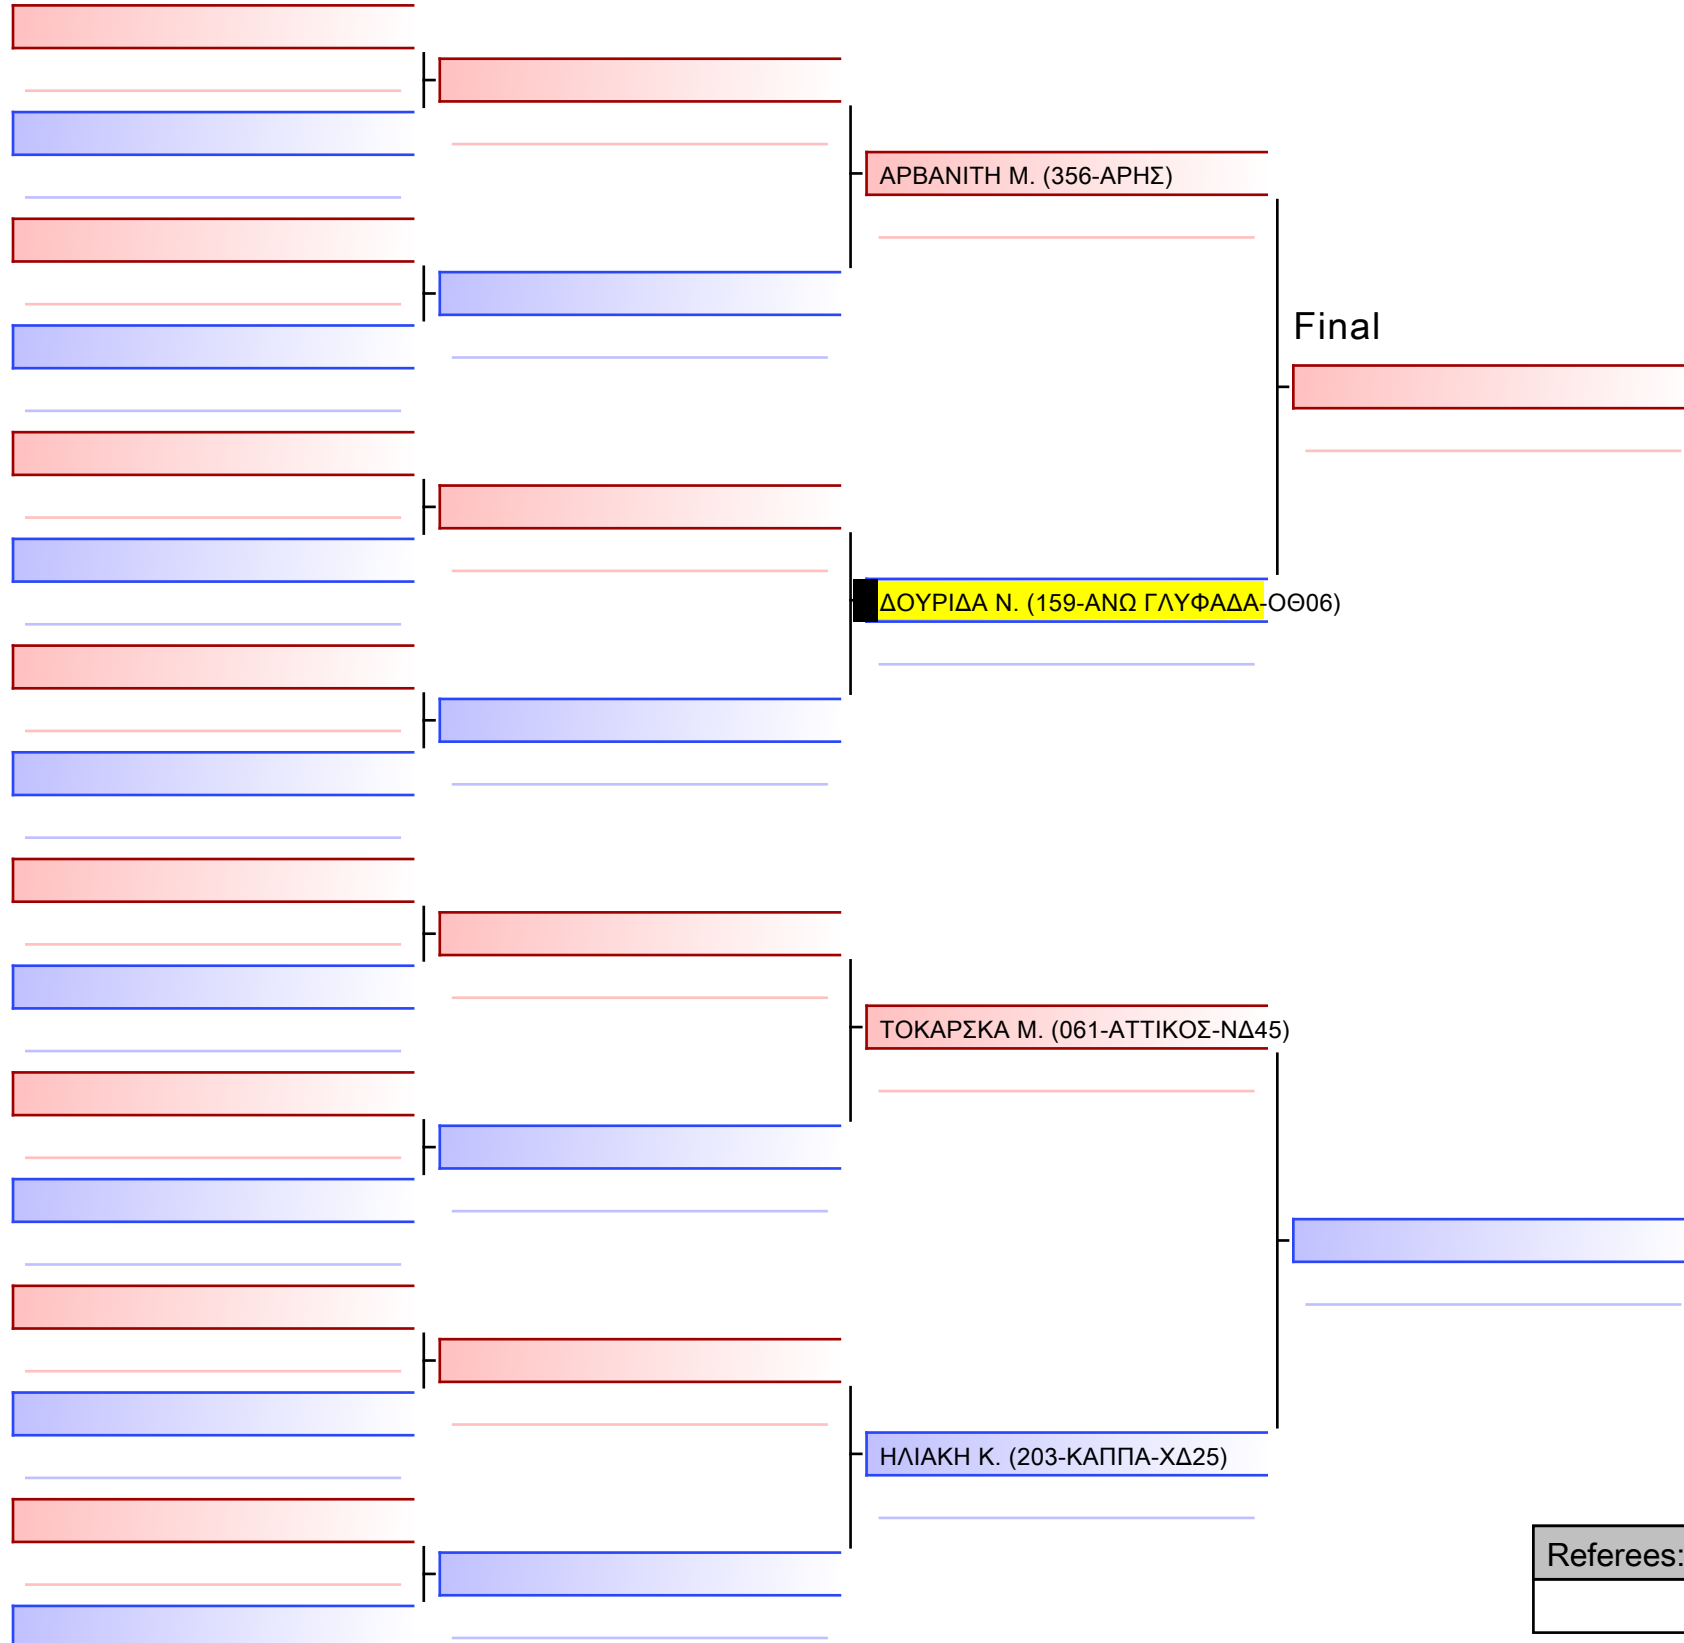 ΑΡΒΑΝΙΤΗ Μ. (356-ΑΡΗΣ)
Final
ΔΟΥΡΙΔΑ Ν. (159-ΑΝΩ ΓΛΥΦΑΔΑ-ΟΘ06)
ΤΟΚΑΡΣΚΑ Μ. (061-ΑΤΤΙΚΟΣ-ΝΔ45)
ΗΛΙΑΚΗ Κ. (203-ΚΑΠΠΑ-ΧΔ25)
Referees: